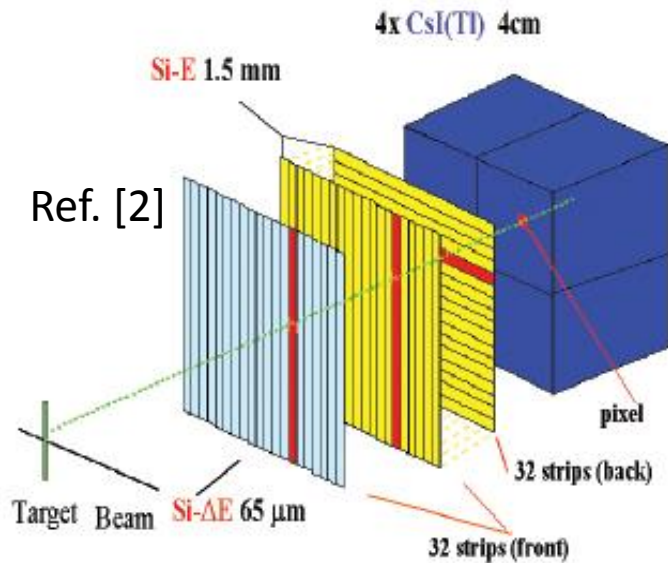 4x CsI(Tl) 4cm
Si-E 1.5 mm
Ref. [2]
pixel
32 strips (back)
Target Beam Si-ΔE 65 μm
32 strips (front)